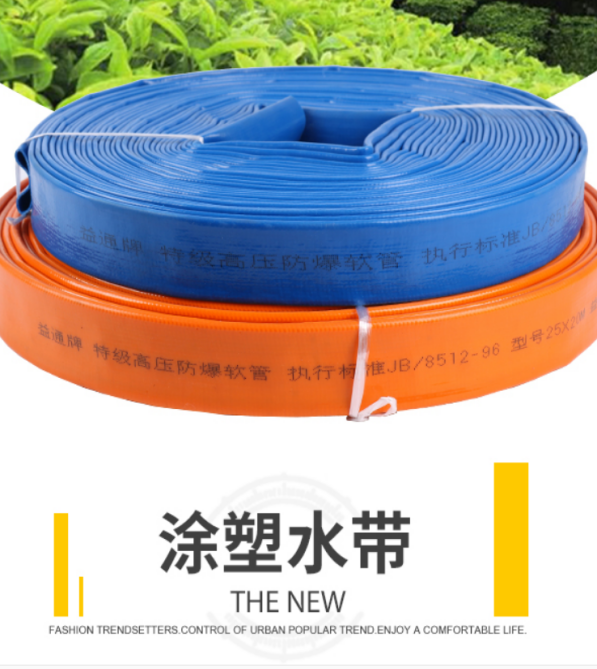 益通牌 特级高压防爆软管 执行标准JB/
益通牌 特级高压防爆软管 执行标准JB/8512-96 型号25X20M
涂塑水带
THE NEW
FASHION TRENDSETTERS.CONTROL OF URBAN POPULAR TREND.ENJOY A COMFORTABLE LIFE.